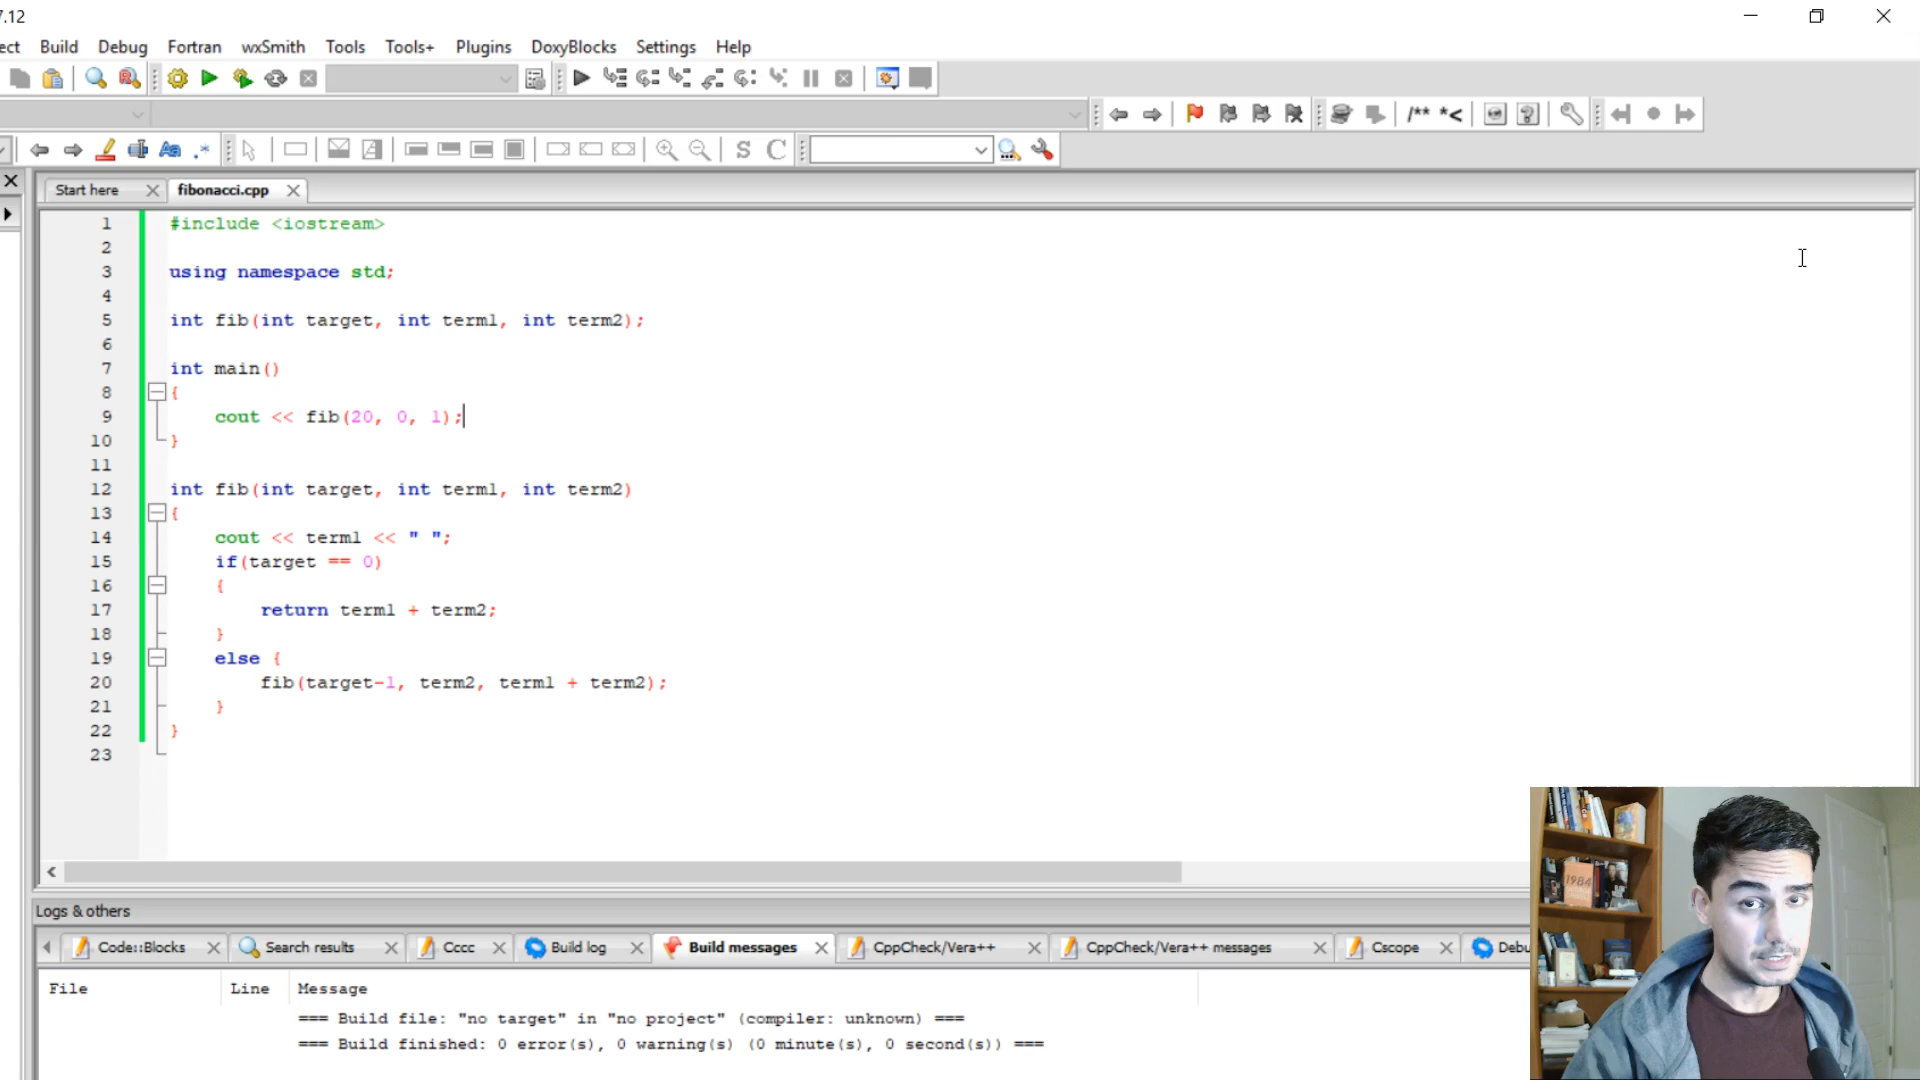 7.12
ect Build Debug Fortran wxSmith Tools Tools+ Plugins DoxyBlocks Settings Help
/** *<
Aa .* S C
Start here fibonacci.cpp
1 #include <iostream>
2
3 using namespace std;
4
5 int fib(int target, int term1, int term2);
6
7 int main()
8 {
9 cout << fib(20, 0, 1);
10 }
11
12 int fib(int target, int term1, int term2)
13 {
14 cout << term1 << " ";
15 if(target == 0)
16 {
17 return term1 + term2;
18 }
19 else {
20 fib(target-1, term2, term1 + term2);
21 }
22 }
23
1984
Logs & others
Code::Blocks Search results Cccc Build log Build messages CppCheck/Vera++ CppCheck/Vera++ messages Cscope Debu
File Line Message
=== Build file: "no target" in "no project" (compiler: unknown) ===
=== Build finished: 0 error(s), 0 warning(s) (0 minute(s), 0 second(s)) ===